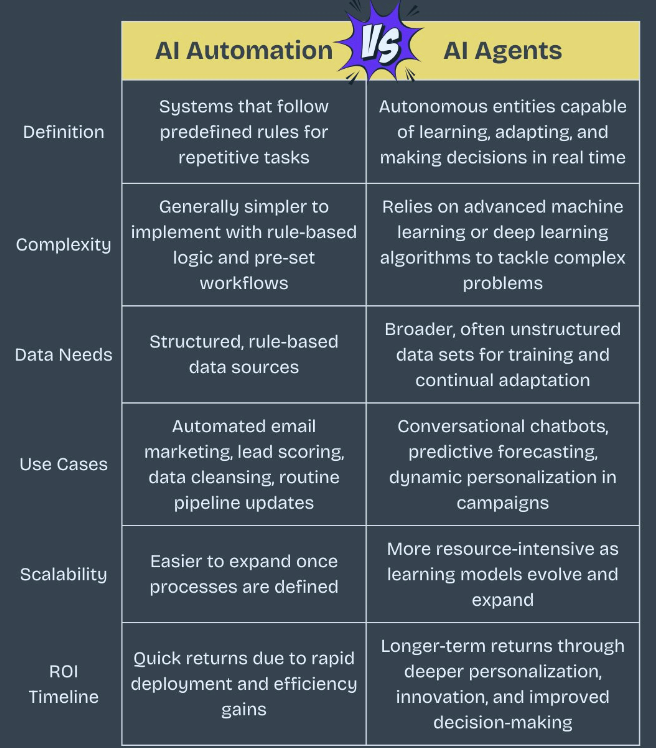 AI Automation VS AI Agents
Definition
Systems that follow
predefined rules for
repetitive tasks
Autonomous entities capable
of learning, adapting, and
making decisions in real time
Complexity
Generally simpler to
implement with rule-based
logic and pre-set
workflows
Relies on advanced machine
learning or deep learning
algorithms to tackle complex
problems
Data Needs
Structured, rule-based
data sources
Broader, often unstructured
data sets for training and
continual adaptation
Use Cases
Automated email
marketing, lead scoring,
data cleansing, routine
pipeline updates
Conversational chatbots,
predictive forecasting,
dynamic personalization in
campaigns
Scalability
Easier to expand once
processes are defined
More resource-intensive as
learning models evolve and
expand
ROI
Timeline
Quick returns due to rapid
deployment and efficiency
gains
Longer-term returns through
deeper personalization,
innovation, and improved
decision-making